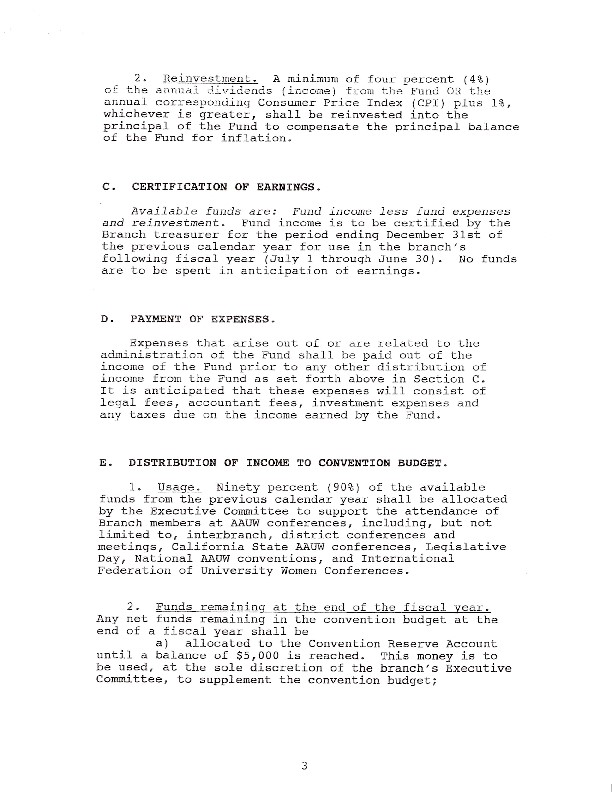 2. Reinvestment. A minimum of four percent (4%)
of the annual dividends (income) from the Fund OR the
annual corresponding Consumer Price Index (CPI) plus 1%,
whichever is greater, shall be reinvested into the
principal of the Fund to compensate the principal balance
of the Fund for inflation.
C. CERTIFICATION OF EARNINGS.
Available funds are: Fund income less fund expenses
and reinvestment. Fund income is to be certified by the
Branch treasurer for the period ending December 31st of
the previous calendar year for use in the branch's
following fiscal year (July 1 through June 30). No funds
are to be spent in anticipation of earnings.
D. PAYMENT OF EXPENSES.
Expenses that arise out of or are related to the
administration of the Fund shall be paid out of the
income of the Fund prior to any other distribution of
income from the Fund as set forth above in Section C.
It is anticipated that these expenses will consist of
legal fees, accountant fees, investment expenses and
any taxes due on the income earned by the Fund.
E. DISTRIBUTION OF INCOME TO CONVENTION BUDGET.
1. Usage. Ninety percent (90%) of the available
funds from the previous calendar year shall be allocated
by the Executive Committee to support the attendance of
Branch members at AAUW conferences, including, but not
limited to, interbranch, district conferences and
meetings, California State AAUW conferences, Legislative
Day, National AAUW conventions, and International
Federation of University Women Conferences.
2. Funds remaining at the end of the fiscal year.
Any net funds remaining in the convention budget at the
end of a fiscal year shall be
a) allocated to the Convention Reserve Account
until a balance of $5,000 is reached. This money is to
be used, at the sole discretion of the branch's Executive
Committee, to supplement the convention budget;
3